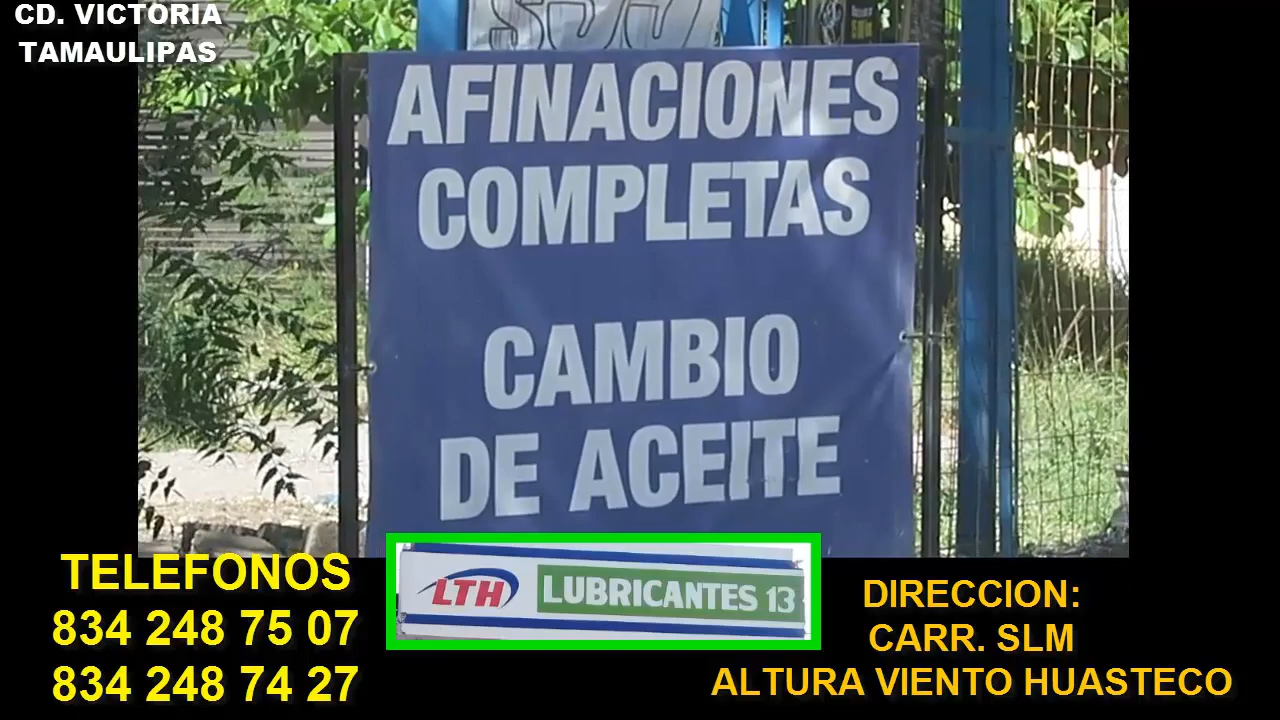 CD. VICTORIA
TAMAULIPAS
AFINACIONES
COMPLETAS
CAMBIO
DE ACEITE
TELEFONOS
834 248 75 07
834 248 74 27
LTH LUBRICANTES 13
DIRECCION:
CARR. SLM
ALTURA VIENTO HUASTECO